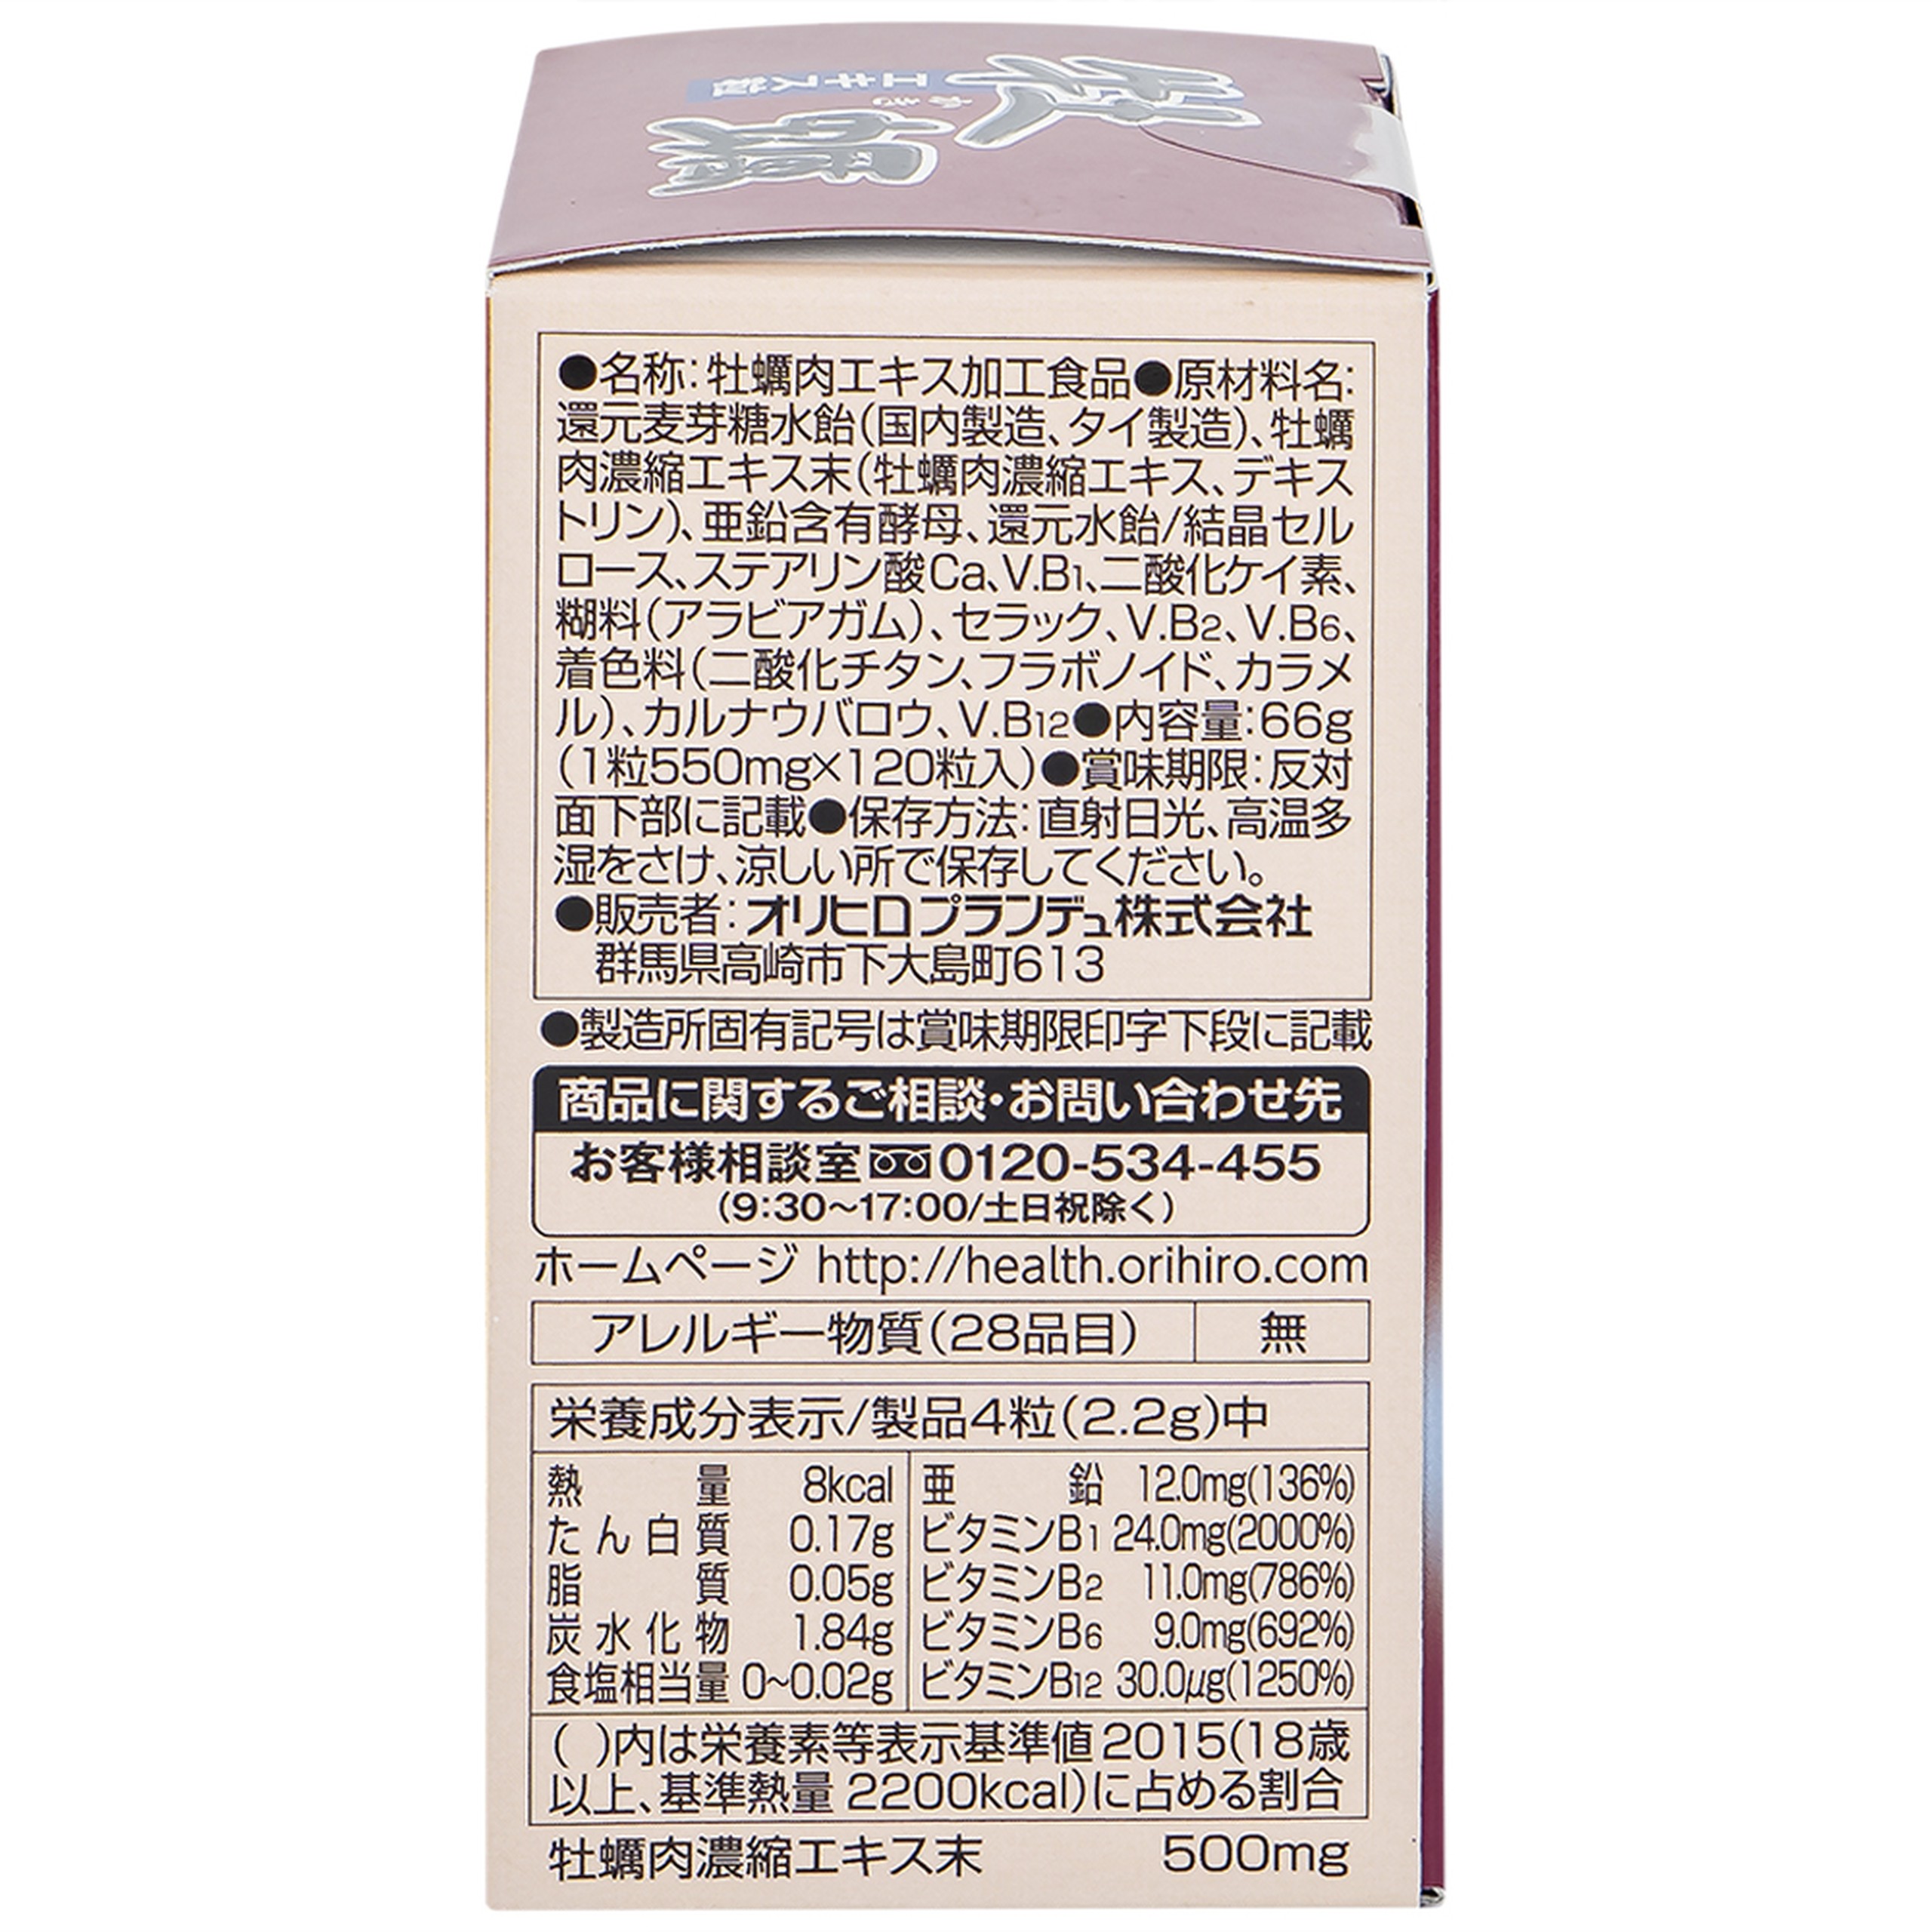 牡蠣
かき
エキス粒
●名称:牡蠣肉エキス加工食品●原材料名:
還元麦芽糖水飴(国内製造、タイ製造)、牡蠣
肉濃縮エキス末(牡蠣肉濃縮エキス、デキス
トリン)、亜鉛含有酵母、還元水飴/結晶セル
ロース、ステアリン酸Ca、V.B1、二酸化ケイ素、
糊料(アラビアガム)、セラック、V.B2、V.B6、
着色料(二酸化チタン、フラボノイド、カラメ
ル)、カルナウバロウ、V.B12●内容量:66g
(1粒550mg×120粒入)●賞味期限:反対
面下部に記載●保存方法:直射日光、高温多
湿をさけ、涼しい所で保存してください。
●販売者:オリヒロプランデュ株式会社
群馬県高崎市下大島町613
●製造所固有記号は賞味期限印字下段に記載
商品に関するご相談・お問い合わせ先
お客様相談室 0120-534-455
(9:30〜17:00/土日祝除く)
ホームページ http://health.orihiro.com
アレルギー物質(28品目) 無
栄養成分表示/製品4粒(2.2g)中
熱量 8kcal 亜鉛 12.0mg(136%)
たん白質 0.17g ビタミンB1 24.0mg(2000%)
脂質 0.05g ビタミンB2 11.0mg(786%)
炭水化物 1.84g ビタミンB6 9.0mg(692%)
食塩相当量 0~0.02g ビタミンB12 30.0μg(1250%)
( )内は栄養素等表示基準値2015(18歳
以上、基準熱量 2200kcal)に占める割合
牡蠣肉濃縮エキス末 500mg